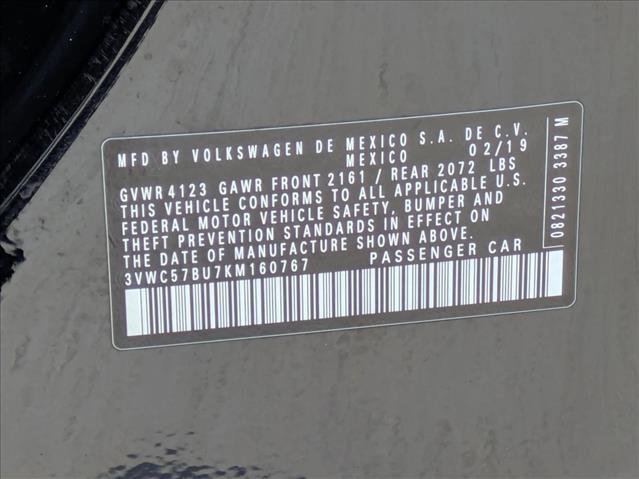 MFD BY VOLKSWAGEN DE MEXICO S.A. DE C.V.
MEXICO 02/19
GVWR 4123 GAWR FRONT 2161 / REAR 2072 LBS
THIS VEHICLE CONFORMS TO ALL APPLICABLE U.S.
FEDERAL MOTOR VEHICLE SAFETY, BUMPER AND
THEFT PREVENTION STANDARDS IN EFFECT ON
THE DATE OF MANUFACTURE SHOWN ABOVE.
3VWC57BU7KM160767 PASSENGER CAR
0821330 3387 M